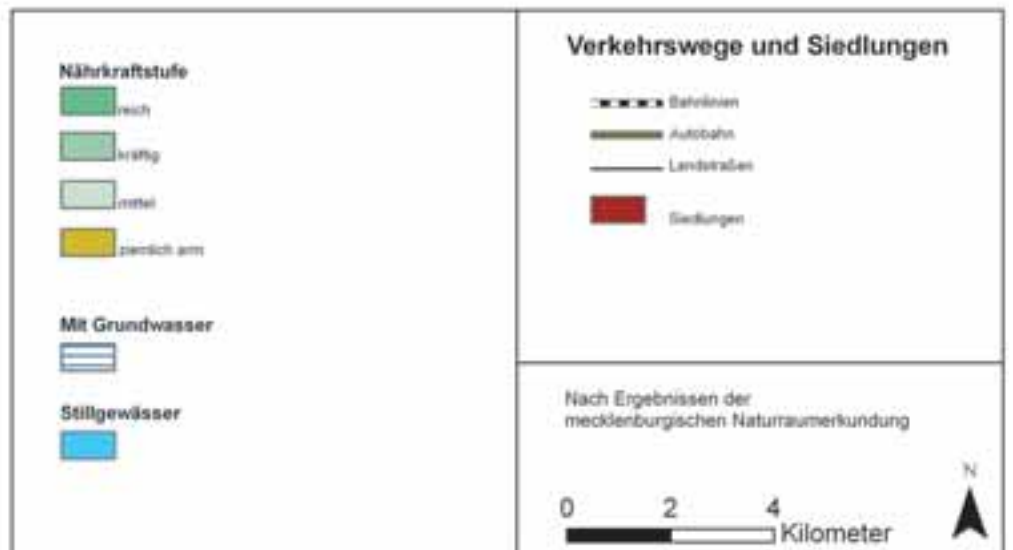 Nährkraftstufe
reich
kräftig
mittel
ziemlich arm
Mit Grundwasser
Stillgewässer
Verkehrswege und Siedlungen
Bahnlinien
Autobahn
Landstraßen
Siedlungen
Nach Ergebnissen der
mecklenburgischen Naturraumerkundung
N
0 2 4
Kilometer